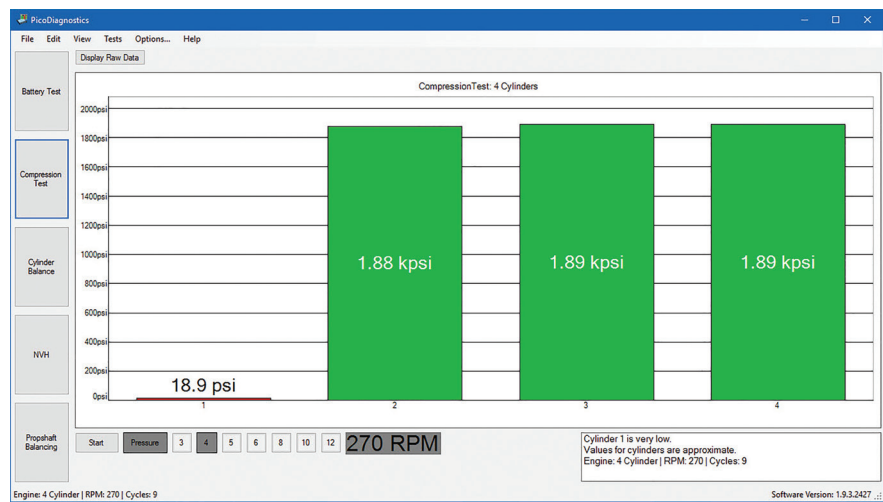 PicoDiagnostics
File Edit View Tests Options... Help
Display Raw Data
Battery Test
Compression
Test
Cylinder
Balance
NVH
Propshaft
Balancing
CompressionTest: 4 Cylinders
2000psi
1800psi
1600psi
1400psi
1200psi
1000psi
800psi
600psi
400psi
200psi
0psi
18.9 psi
1.88 kpsi
1.89 kpsi
1.89 kpsi
1 2 3 4
Start Pressure 3 4 5 6 8 10 12 270 RPM
Cylinder 1 is very low.
Values for cylinders are approximate.
Engine: 4 Cylinder | RPM: 270 | Cycles: 9
Engine: 4 Cylinder | RPM: 270 | Cycles: 9
Software Version: 1.9.3.2427